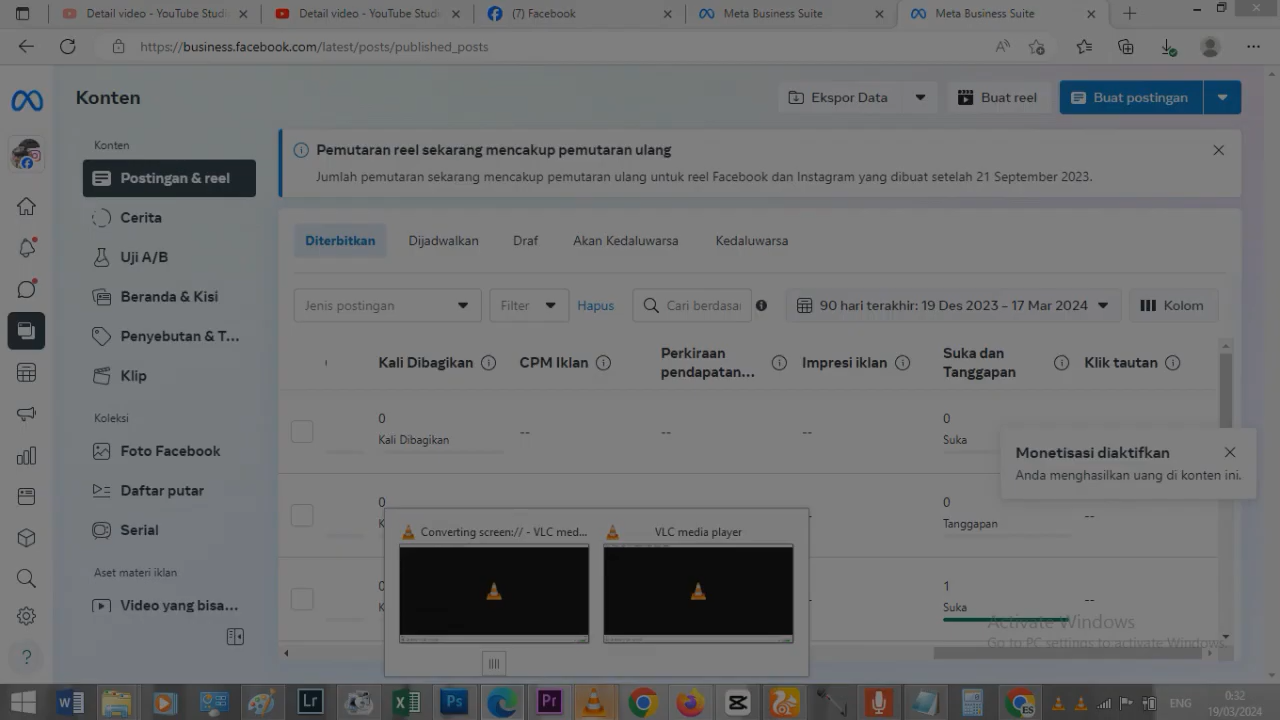 Detail video - YouTube Studi
Detail video - YouTube Studi
(7) Facebook
Meta Business Suite
Meta Business Suite
https://business.facebook.com/latest/posts/published_posts
Konten
Ekspor Data
Buat reel
Buat postingan
Konten
Postingan & reel
Cerita
Uji A/B
Beranda & Kisi
Penyebutan & T...
Klip
Koleksi
Foto Facebook
Daftar putar
Serial
Aset materi iklan
Video yang bisa...
Pemutaran reel sekarang mencakup pemutaran ulang
Jumlah pemutaran sekarang mencakup pemutaran ulang untuk reel Facebook dan Instagram yang dibuat setelah 21 September 2023.
Diterbitkan
Dijadwalkan
Draf
Akan Kedaluwarsa
Kedaluwarsa
Jenis postingan
Filter
Hapus
Cari berdasar
90 hari terakhir: 19 Des 2023 – 17 Mar 2024
Kolom
Kali Dibagikan
CPM Iklan
Perkiraan
pendapatan...
Impresi iklan
Suka dan
Tanggapan
Klik tautan
0
Kali Dibagikan
--
--
--
0
Suka
Monetisasi diaktifkan
Anda menghasilkan uang di konten ini.
0
K
0
Tanggapan
--
0
K
1
Suka
--
Converting screen:// - VLC med...
VLC media player
Activate Windows
Go to PC settings to activate Windows.
Lr
Ps
Pr
ES
ENG
0:32
19/03/2024